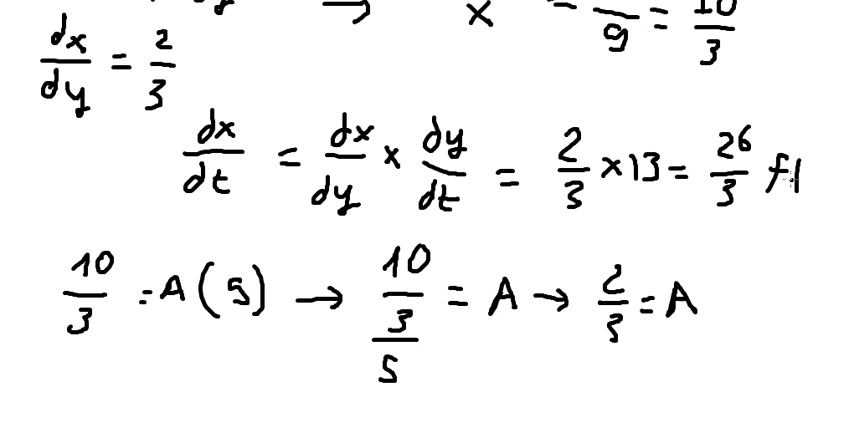 x = — 9 = 10/3
dx/dy = 2/3
dx/dt = dx/dy × dy/dt = 2/3 ×13 = 26/3
10/3 = A(5) → 10/3/5 = A → 2/3 = A